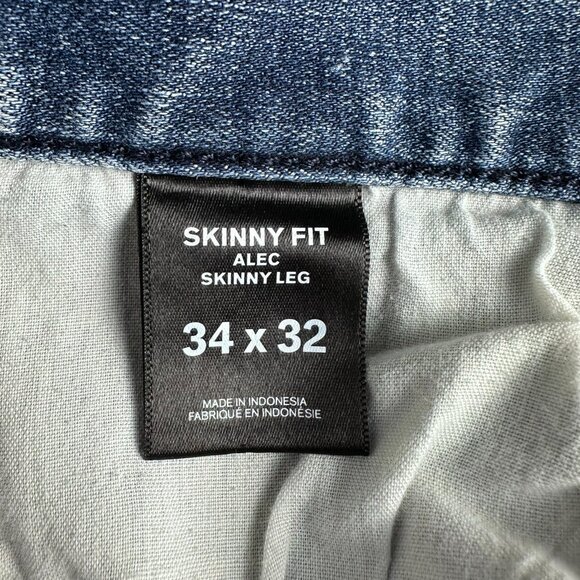 SKINNY FIT
ALEC
SKINNY LEG
34 x 32
MADE IN INDONESIA
FABRIQUÉ EN INDONÉSIE